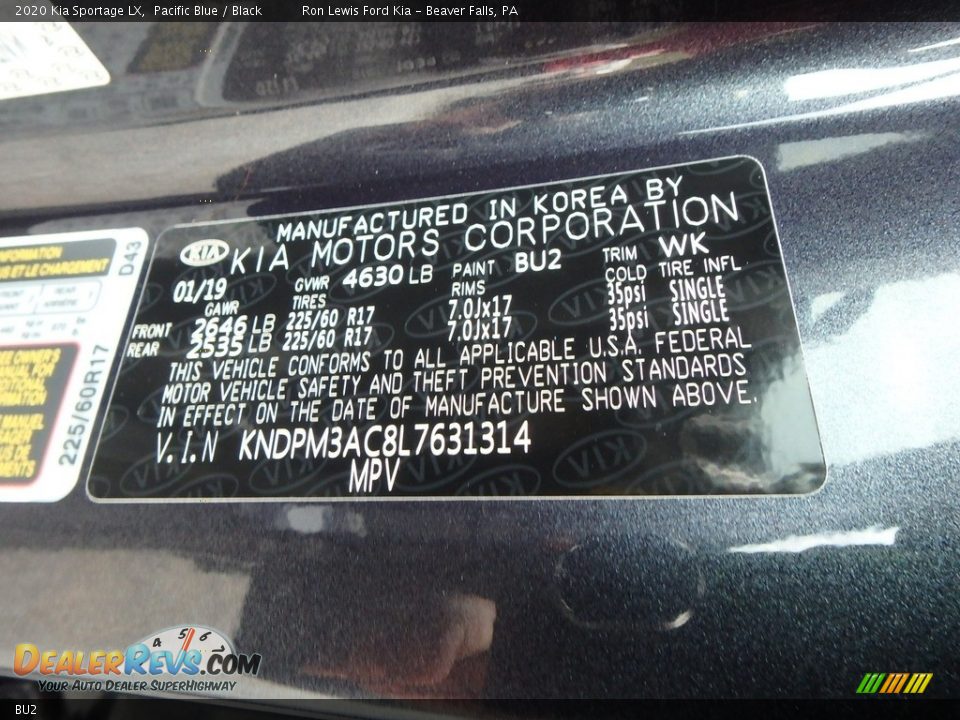 2020 Kia Sportage LX, Pacific Blue / Black Ron Lewis Ford Kia - Beaver Falls, PA
D43
225/60R17
MANUFACTURED IN KOREA BY
KIA KIA MOTORS CORPORATION
01/19 GVWR 4630 LB PAINT BU2 TRIM WK
GAWR TIRES RIMS COLD TIRE INFL
FRONT 2646 LB 225/60 R17 7.0Jx17 35psi SINGLE
REAR 2535 LB 225/60 R17 7.0Jx17 35psi SINGLE
THIS VEHICLE CONFORMS TO ALL APPLICABLE U.S.A. FEDERAL
MOTOR VEHICLE SAFETY AND THEFT PREVENTION STANDARDS
IN EFFECT ON THE DATE OF MANUFACTURE SHOWN ABOVE.
V.I.N KNDPM3AC8L7631314
MPV
4 5 6
DEALERREVS.COM
YOUR AUTO DEALER SUPERHIGHWAY
BU2